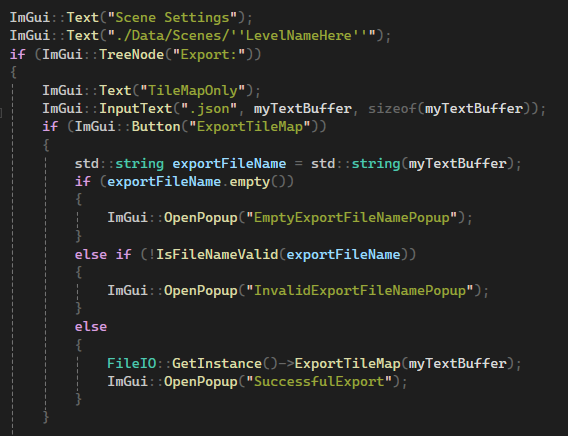 ImGui::Text("Scene Settings");
ImGui::Text("./Data/Scenes/''LevelNameHere''");
if (ImGui::TreeNode("Export:"))
{
ImGui::Text("TileMapOnly");
ImGui::InputText(".json", myTextBuffer, sizeof(myTextBuffer));
if (ImGui::Button("ExportTileMap"))
{
std::string exportFileName = std::string(myTextBuffer);
if (exportFileName.empty())
{
ImGui::OpenPopup("EmptyExportFileNamePopup");
}
else if (!IsFileNameValid(exportFileName))
{
ImGui::OpenPopup("InvalidExportFileNamePopup");
}
else
{
FileIO::GetInstance()->ExportTileMap(myTextBuffer);
ImGui::OpenPopup("SuccessfulExport");
}
}